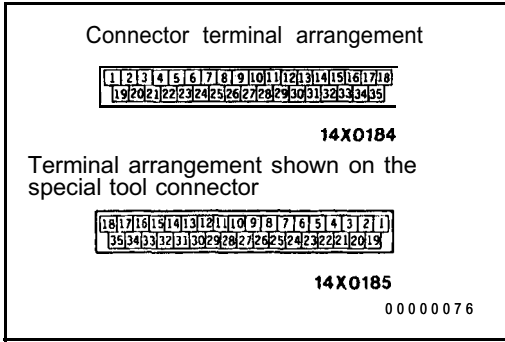 Connector terminal arrangement
1 2 3 4 5 6 7 8 9 10 11 12 13 14 15 16 17 18
19 20 21 22 23 24 25 26 27 28 29 30 31 32 33 34 35
14X0184
Terminal arrangement shown on the
special tool connector
18 17 16 15 14 13 12 11 10 9 8 7 6 5 4 3 2 1
35 34 33 32 31 30 29 28 27 26 25 24 23 22 21 20 19
14X0185
00000076